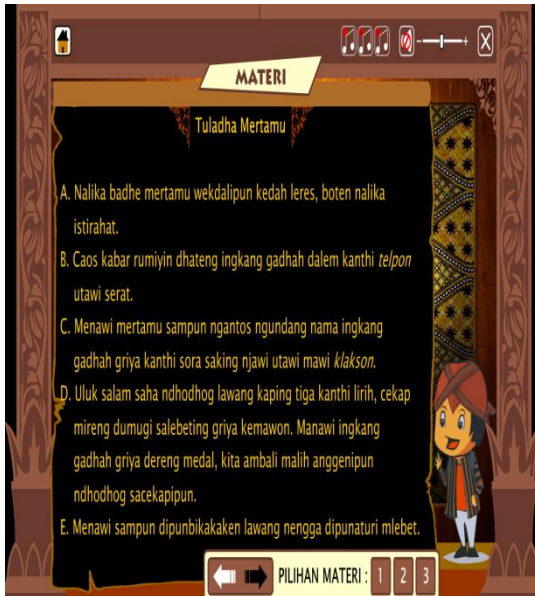 MATERI
Tuladha Mertamu
A. Nalika badhe mertamu wekdalipun kedah leres, boten nalika
istirahat.
B. Caos kabar rumiyin dhateng ingkang gadhah dalem kanthi telpon
utawi serat.
C. Menawi mertamu sampun ngantos ngundang nama ingkang
gadhah griya kanthi sora saking njawi utawi mawi klakson.
D. Uluk salam saha ndhodhog lawang kaping tiga kanthi lirih, cekap
mireng dumugi salebeting griya kemawon. Manawi ingkang
gadhah griya dereng medal, kita ambali malih anggenipun
ndhodhog sacekapipun.
E. Menawi sampun dipunbikakaken lawang nengga dipunaturi mlebet.
PILIHAN MATERI : 1 2 3